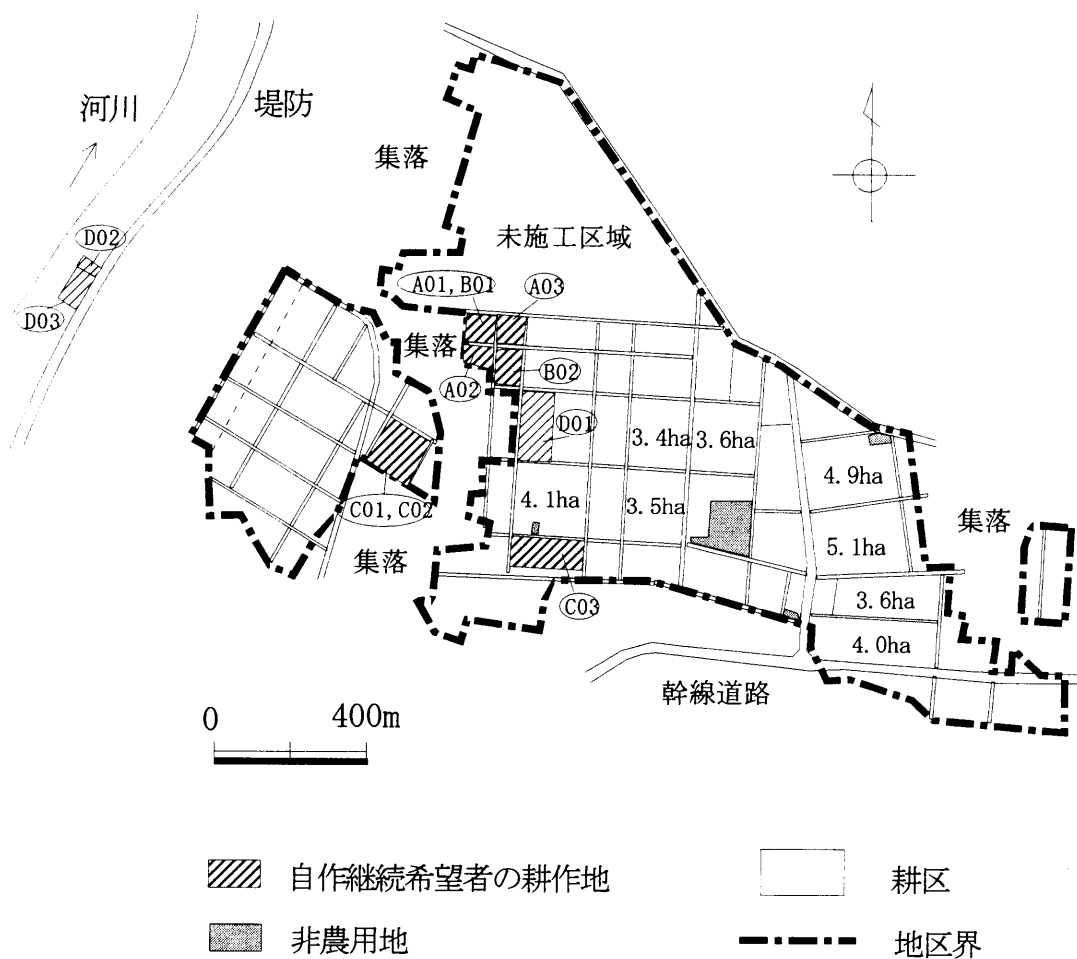 河川
堤防
集落
D02
未施工区域
A01,B01
A03
D03
集落
B02
A02
D01
3.4ha
3.6ha
4.9ha
4.1ha
3.5ha
C01,C02
集落
5.1ha
集落
C03
3.6ha
4.0ha
幹線道路
0
400m
自作継続希望者の耕作地
耕区
非農用地
地区界